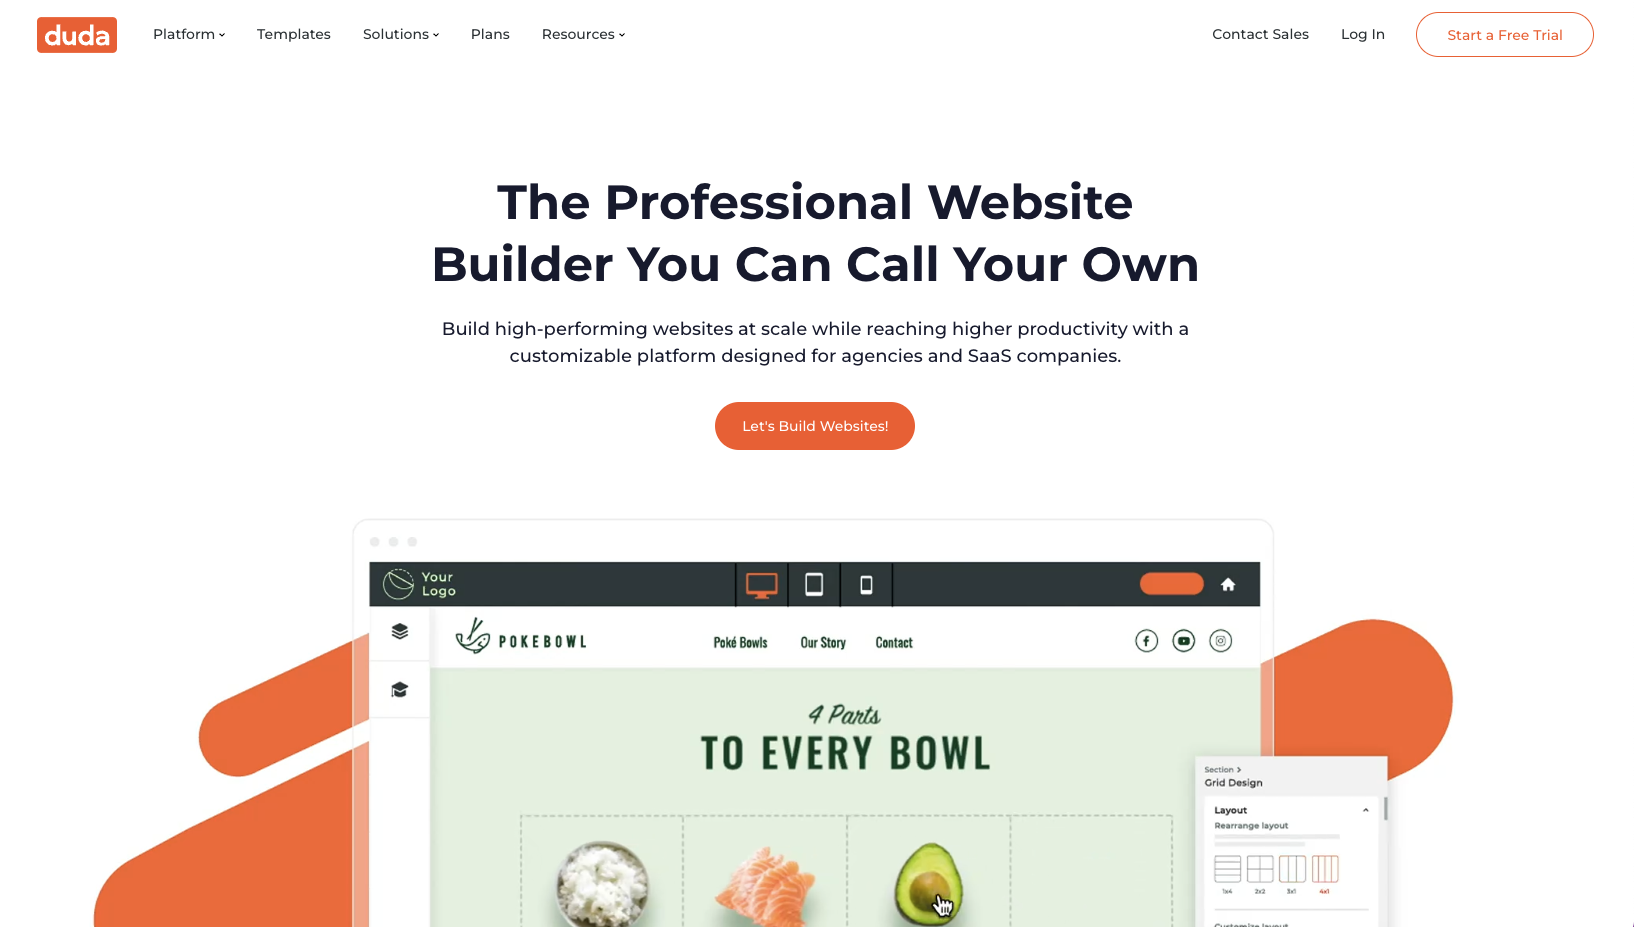 duda
Platform
Templates
Solutions
Plans
Resources
Contact Sales
Log In
Start a Free Trial
The Professional Website
Builder You Can Call Your Own
Build high-performing websites at scale while reaching higher productivity with a
customizable platform designed for agencies and SaaS companies.
Let's Build Websites!
Your
Logo
POKEBOWL
Poké Bowls
Our Story
Contact
4 Parts
TO EVERY BOWL
Section >
Grid Design
Layout
Rearrange layout
1x4
2x2
3x1
4x1
Customize layout